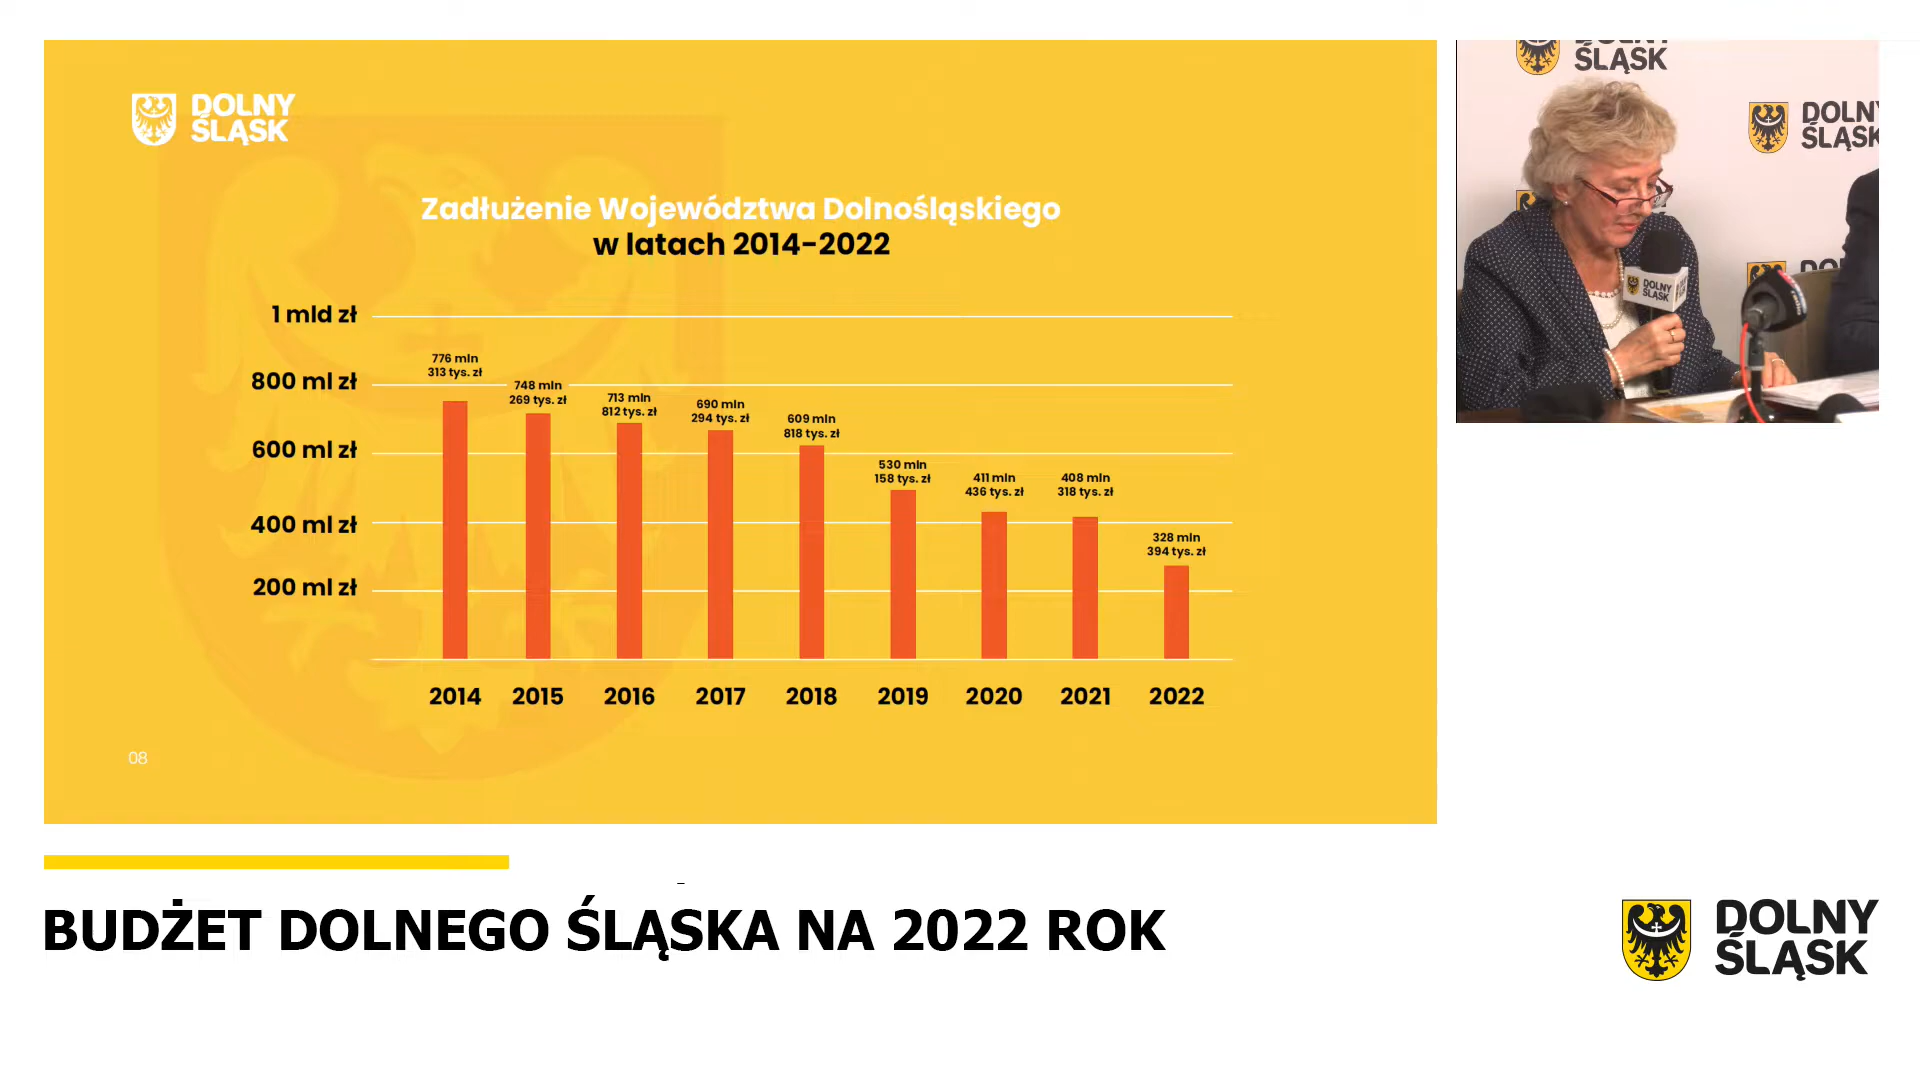 DOLNY
ŚLĄSK
Zadłużenie Województwa Dolnośląskiego
w latach 2014-2022
1 mld zł
800 ml zł
600 ml zł
400 ml zł
200 ml zł
776 mln
313 tys. zł
748 mln
269 tys. zł
713 mln
812 tys. zł
690 mln
294 tys. zł
609 mln
818 tys. zł
530 mln
158 tys. zł
411 mln
436 tys. zł
408 mln
318 tys. zł
328 mln
394 tys. zł
2014 2015 2016 2017 2018 2019 2020 2021 2022
08
ŚLĄSK
DOLNY
ŚLĄSK
DOLNY
ŚLĄSK
BUDŻET DOLNEGO ŚLĄSKA NA 2022 ROK
DOLNY
ŚLĄSK